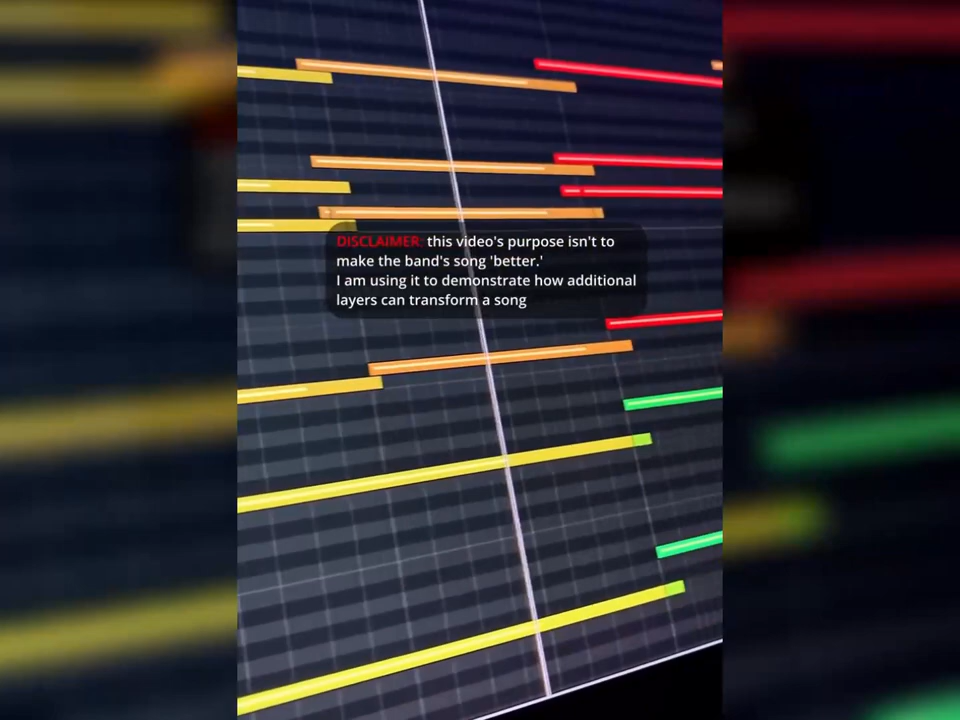 DISCLAIMER: this video's purpose isn't to
make the band's song 'better.'
I am using it to demonstrate how additional
layers can transform a song